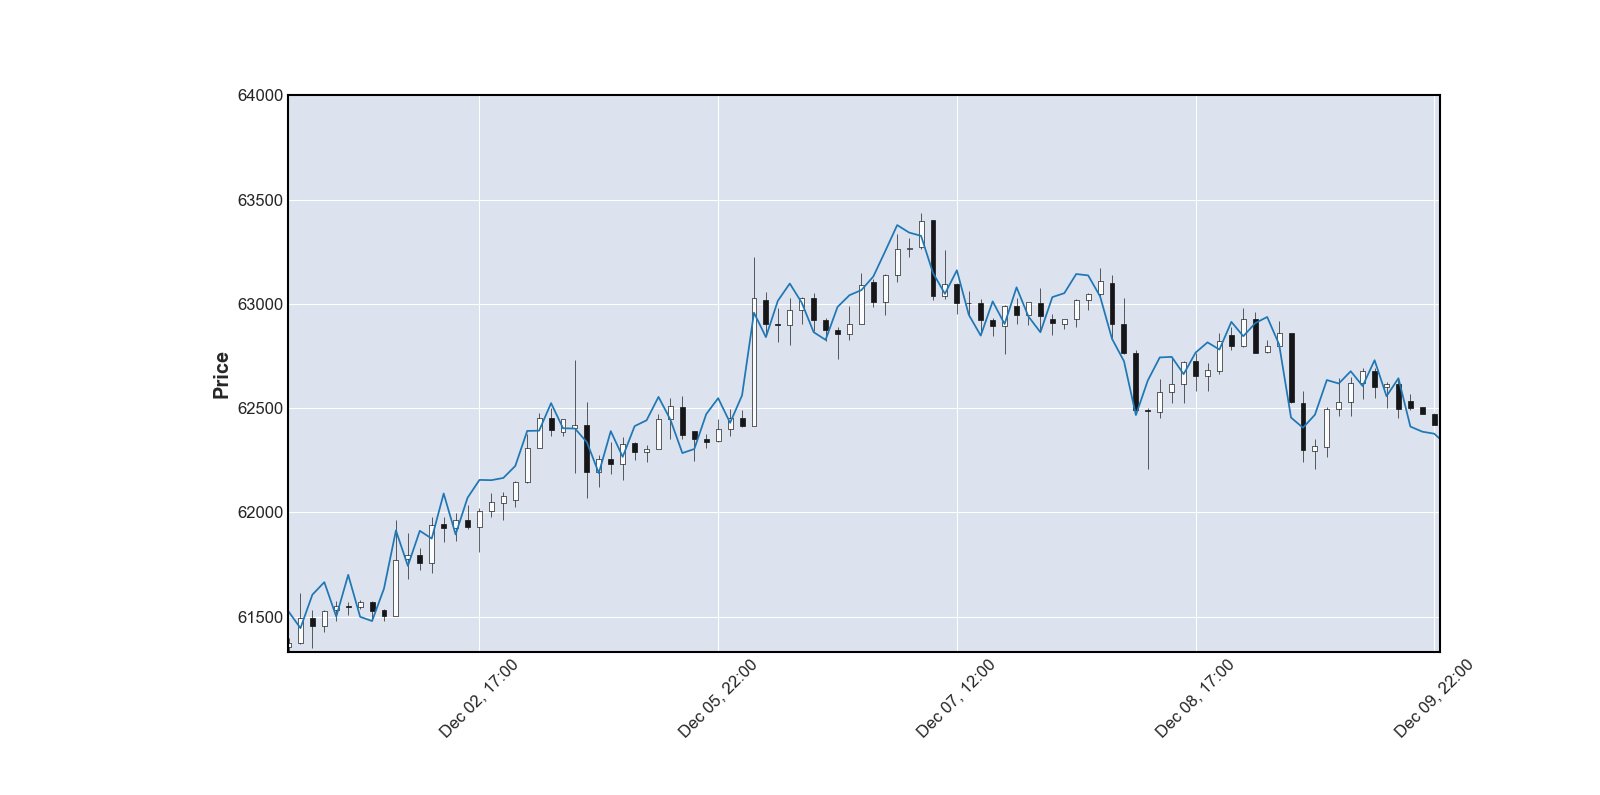 64000
63500
63000
62500
62000
61500
Price
Dec 02, 17:00
Dec 05, 22:00
Dec 07, 12:00
Dec 08, 17:00
Dec 09, 22:00